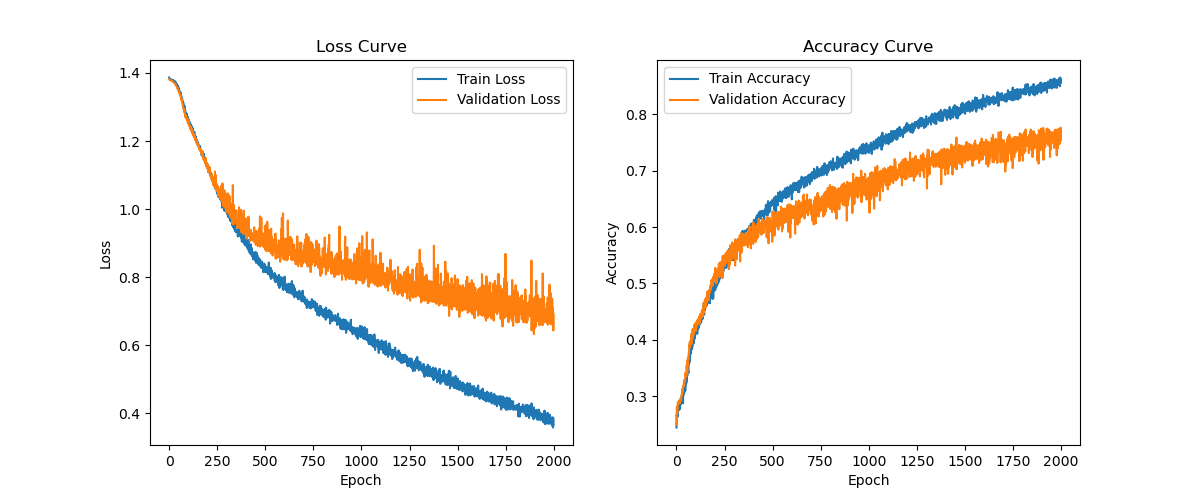 Loss Curve
Train Loss
Validation Loss
Loss
1.4
1.2
1.0
0.8
0.6
0.4
0 250 500 750 1000 1250 1500 1750 2000
Epoch
Accuracy Curve
Train Accuracy
Validation Accuracy
Accuracy
0.8
0.7
0.6
0.5
0.4
0.3
0 250 500 750 1000 1250 1500 1750 2000
Epoch